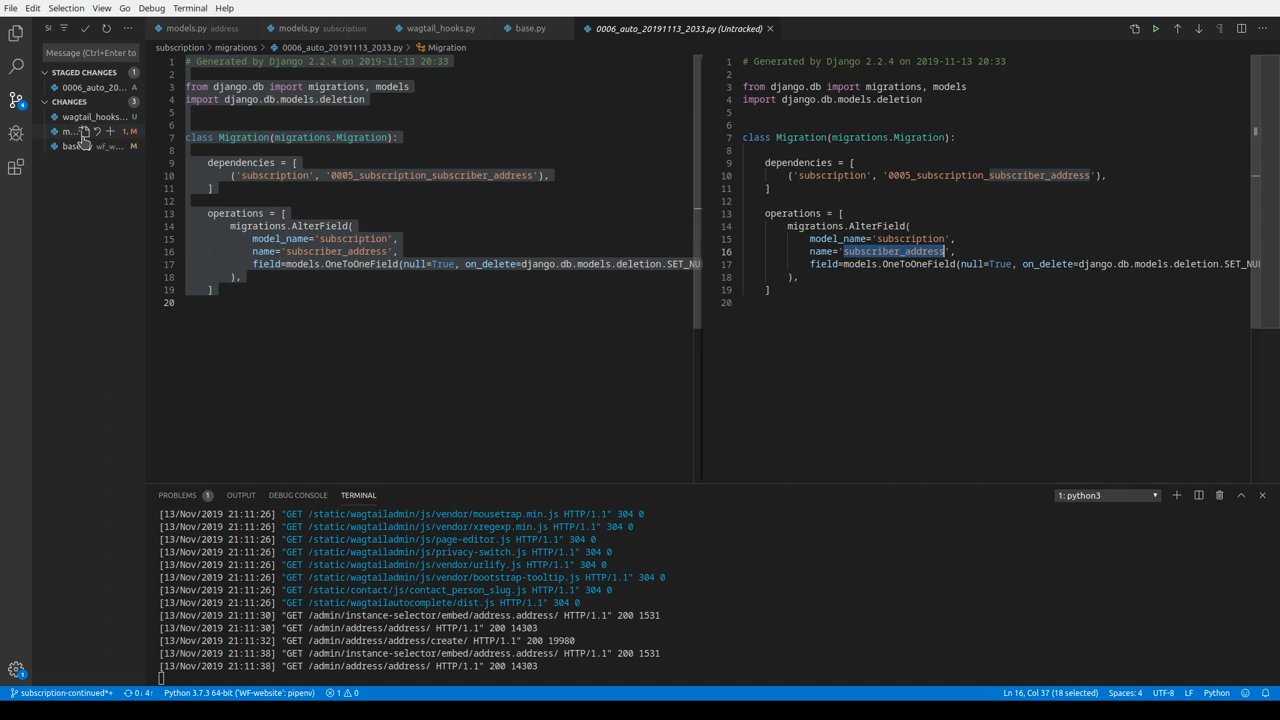 File Edit Selection View Go Debug Terminal Help
models.py address models.py subscription wagtail_hooks.py base.py 0006_auto_20191113_2033.py (Untracked)
Message (Ctrl+Enter to
subscription > migrations > 0006_auto_20191113_2033.py > Migration
STAGED CHANGES 1
0006_auto_20... A
CHANGES 3
wagtail_hooks... U
m... 1, M
wf_w... M
4
1
1 # Generated by Django 2.2.4 on 2019-11-13 20:33
2
3 from django.db import migrations, models
4 import django.db.models.deletion
5
6
7 class Migration(migrations.Migration):
8
9 dependencies = [
10 ('subscription', '0005_subscription_subscriber_address'),
11 ]
12
13 operations = [
14 migrations.AlterField(
15 model_name='subscription',
16 name='subscriber_address',
17 field=models.OneToOneField(null=True, on_delete=django.db.models.deletion.SET_NU
18 ),
19 ]
20
1 # Generated by Django 2.2.4 on 2019-11-13 20:33
2
3 from django.db import migrations, models
4 import django.db.models.deletion
5
6
7 class Migration(migrations.Migration):
8
9 dependencies = [
10 ('subscription', '0005_subscription_subscriber_address'),
11 ]
12
13 operations = [
14 migrations.AlterField(
15 model_name='subscription',
16 name='subscriber_address',
17 field=models.OneToOneField(null=True, on_delete=django.db.models.deletion.SET_NUL
18 ),
19 ]
20
PROBLEMS 1 OUTPUT DEBUG CONSOLE TERMINAL 1: python3
[13/Nov/2019 21:11:26] "GET /static/wagtailadmin/js/vendor/mousetrap.min.js HTTP/1.1" 304 0
[13/Nov/2019 21:11:26] "GET /static/wagtailadmin/js/vendor/xregexp.min.js HTTP/1.1" 304 0
[13/Nov/2019 21:11:26] "GET /static/wagtailadmin/js/page-editor.js HTTP/1.1" 304 0
[13/Nov/2019 21:11:26] "GET /static/wagtailadmin/js/privacy-switch.js HTTP/1.1" 304 0
[13/Nov/2019 21:11:26] "GET /static/wagtailadmin/js/vendor/urlify.js HTTP/1.1" 304 0
[13/Nov/2019 21:11:26] "GET /static/wagtailadmin/js/vendor/bootstrap-tooltip.js HTTP/1.1" 304 0
[13/Nov/2019 21:11:26] "GET /static/contact/js/contact_person_slug.js HTTP/1.1" 304 0
[13/Nov/2019 21:11:26] "GET /static/wagtailautocomplete/dist.js HTTP/1.1" 304 0
[13/Nov/2019 21:11:30] "GET /admin/instance-selector/embed/address.address/ HTTP/1.1" 200 1531
[13/Nov/2019 21:11:30] "GET /admin/address/address/ HTTP/1.1" 200 14303
[13/Nov/2019 21:11:32] "GET /admin/address/address/create/ HTTP/1.1" 200 19980
[13/Nov/2019 21:11:38] "GET /admin/instance-selector/embed/address.address/ HTTP/1.1" 200 1531
[13/Nov/2019 21:11:38] "GET /admin/address/address/ HTTP/1.1" 200 14303
subscription-continued*+ 0↓ 4↑ Python 3.7.3 64-bit ('WF-website': pipenv) 1 0 Ln 16, Col 37 (18 selected) Spaces: 4 UTF-8 LF Python